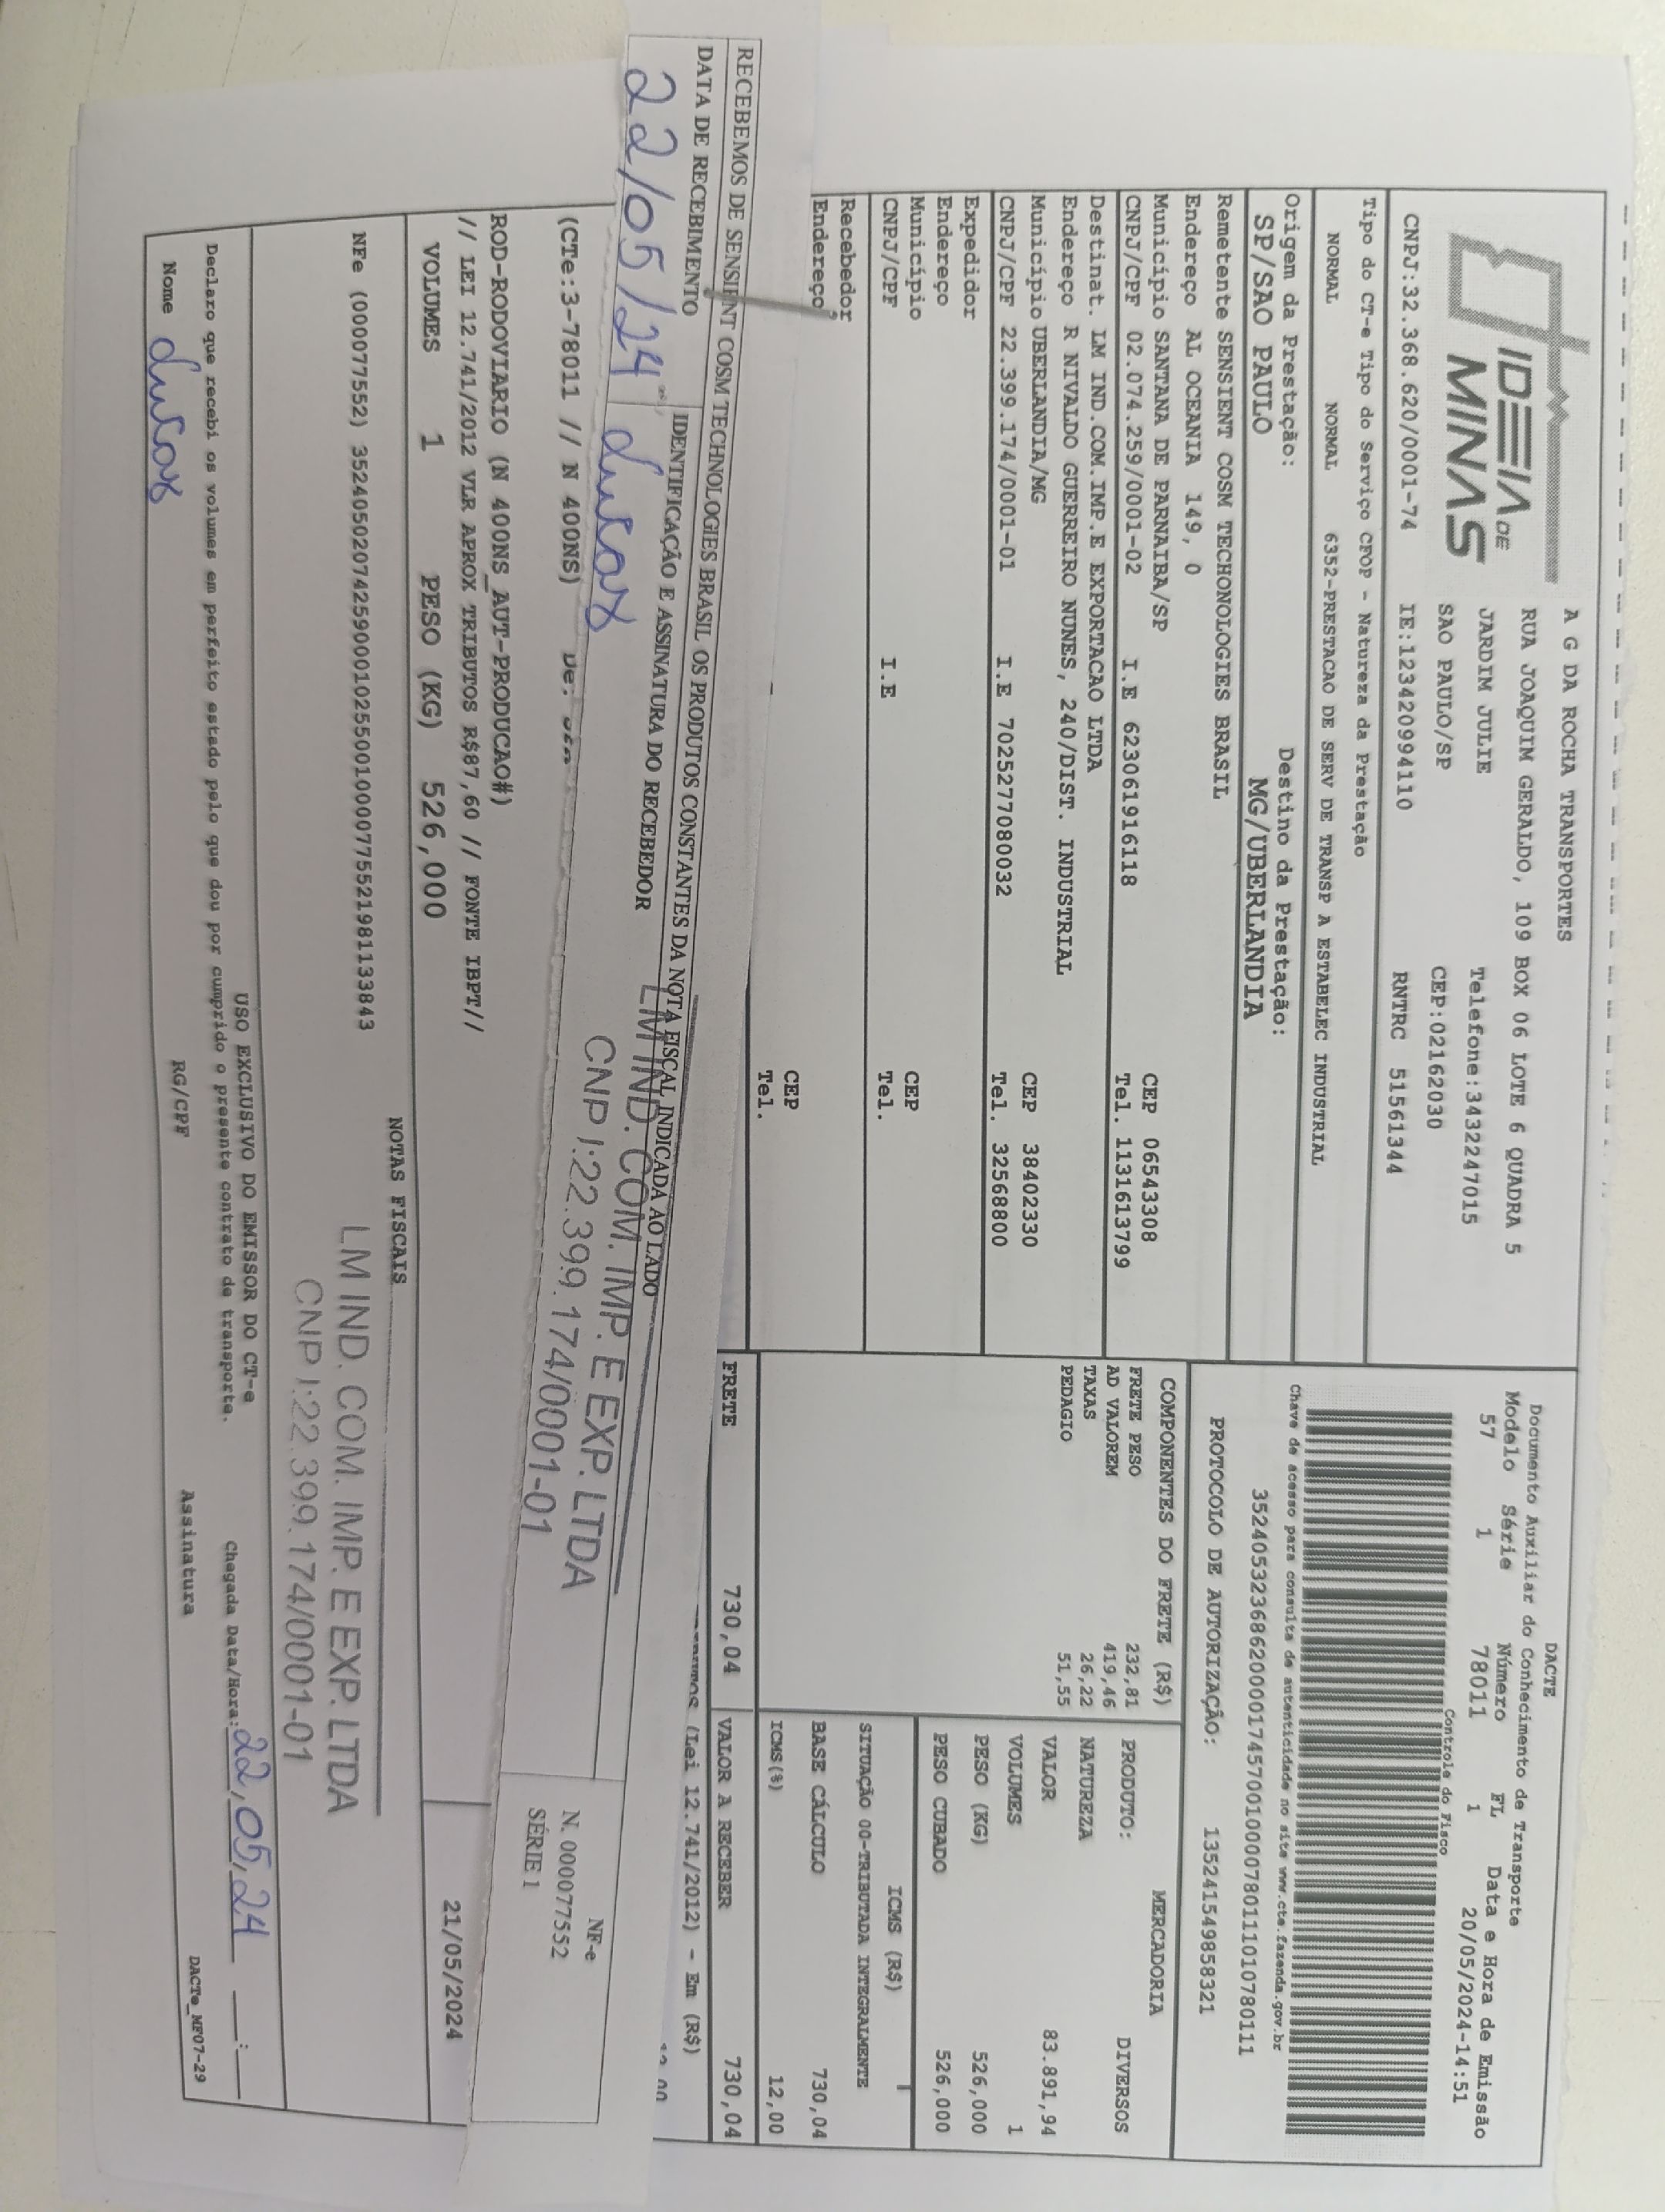 IDEIA DE
MINAS
A G DA ROCHA TRANSPORTES
RUA JOAQUIM GERALDO, 109 BOX 06 LOTE 6 QUADRA 5
JARDIM JULIE Telefone:3432247015
SAO PAULO/SP CEP:02162030
CNPJ:32.368.620/0001-74 IE:123420994110 RNTRC 51561344
Tipo do CT-e Tipo do Serviço CFOP - Natureza da Prestação
NORMAL NORMAL 6352-PRESTACAO DE SERV DE TRANSP A ESTABELEC INDUSTRIAL
Origem da Prestação: Destino da Prestação:
SP/SAO PAULO MG/UBERLANDIA
Remetente SENSIENT COSM TECHONOLOGIES BRASIL
Endereço AL OCEANIA 149, 0
Município SANTANA DE PARNAIBA/SP CEP 06543308
CNPJ/CPF 02.074.259/0001-02 I.E 623061916118 Tel. 1131613799
Destinat. LM IND.COM.IMP.E EXPORTACAO LTDA
Endereço R NIVALDO GUERREIRO NUNES, 240/DIST. INDUSTRIAL
Município UBERLANDIA/MG CEP 38402330
CNPJ/CPF 22.399.174/0001-01 I.E 7025277080032 Tel. 32568800
Expedidor
Endereço
Município CEP
CNPJ/CPF I.E Tel.
Recebedor
Endereço
CEP
Tel.
DACTE
Documento Auxiliar do Conhecimento de Transporte
Modelo Série Número FL Data e Hora de Emissão
57 1 78011 1 20/05/2024-14:51
Controle do Fisco
Chave de acesso para consulta de autenticidade no site www.cte.fazenda.gov.br
35240532368620000174570010000780111010780111
PROTOCOLO DE AUTORIZAÇÃO: 135241549858321
COMPONENTES DO FRETE (R$)
FRETE PESO 232,81
AD VALOREM 419,46
TAXAS 26,22
PEDAGIO 51,55
MERCADORIA
PRODUTO: DIVERSOS
NATUREZA
VALOR 83.891,94
VOLUMES 1
PESO (KG) 526,000
PESO CUBADO 526,000
ICMS (R$)
SITUAÇÃO 00-TRIBUTADA INTEGRALMENTE
BASE CÁLCULO 730,04
ICMS(%) 12,00
FRETE 730,04 VALOR A RECEBER 730,04
(Lei 12.741/2012) - Em (R$)
RECEBEMOS DE SENSIENT COSM TECHNOLOGIES BRASIL OS PRODUTOS CONSTANTES DA NOTA FISCAL INDICADA AO LADO
DATA DE RECEBIMENTO IDENTIFICAÇÃO E ASSINATURA DO RECEBEDOR
22/05/24 Lucas
LM IND. COM. IMP. E EXP. LTDA
CNPJ:22.399.174/0001-01
NF-e
N. 000077552
SÉRIE 1
(CTe:3-78011 // N 400NS)
ROD-RODOVIARIO (N 400NS_AUT-PRODUCAO#)
// LEI 12.741/2012 VLR APROX TRIBUTOS R$87,60 // FONTE IBPT//
VOLUMES 1 PESO (KG) 526,000 21/05/2024
NOTAS FISCAIS
NFe (000077552) 35240502074259000102550010000775521981133843
LM IND. COM. IMP. E EXP. LTDA
CNPJ:22.399.174/0001-01
USO EXCLUSIVO DO EMISSOR DO CT-e
Declaro que recebi os volumes em perfeito estado pelo que dou por cumprido o presente contrato de transporte. Chegada Data/Hora: 22,05,24 __:__
Nome Lucas RG/CPF Assinatura
DACTe_MF07-29